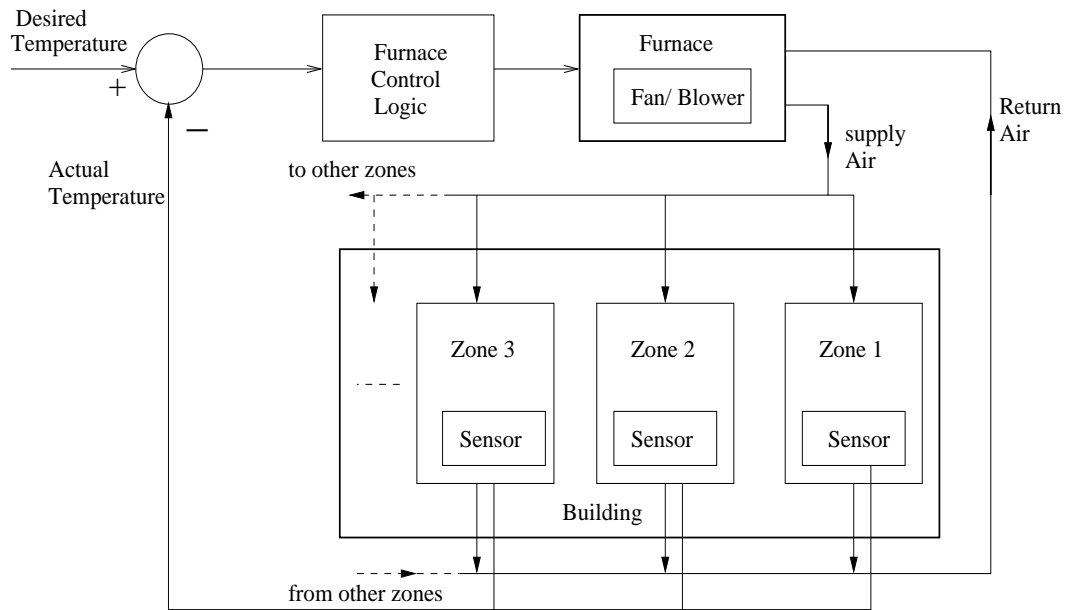 Desired
Temperature
+
−
Actual
Temperature
Furnace
Control
Logic
Furnace
Fan/ Blower
supply
Air
Return
Air
to other zones
Zone 3
Zone 2
Zone 1
Sensor
Sensor
Sensor
Building
from other zones